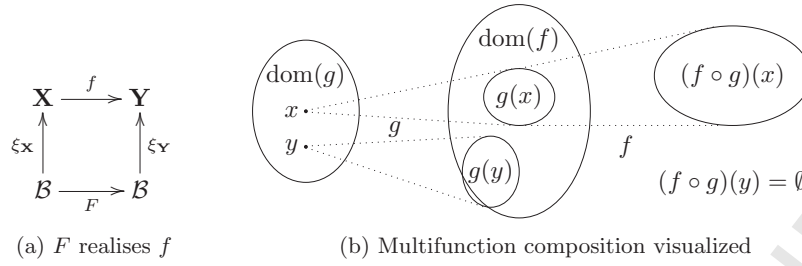 X f Y
ξX ξY
B F B
(a) F realises f
dom(g)
x
y
g
dom(f)
g(x)
g(y)
f
(f ∘ g)(x)
(f ∘ g)(y) = ∅
(b) Multifunction composition visualized